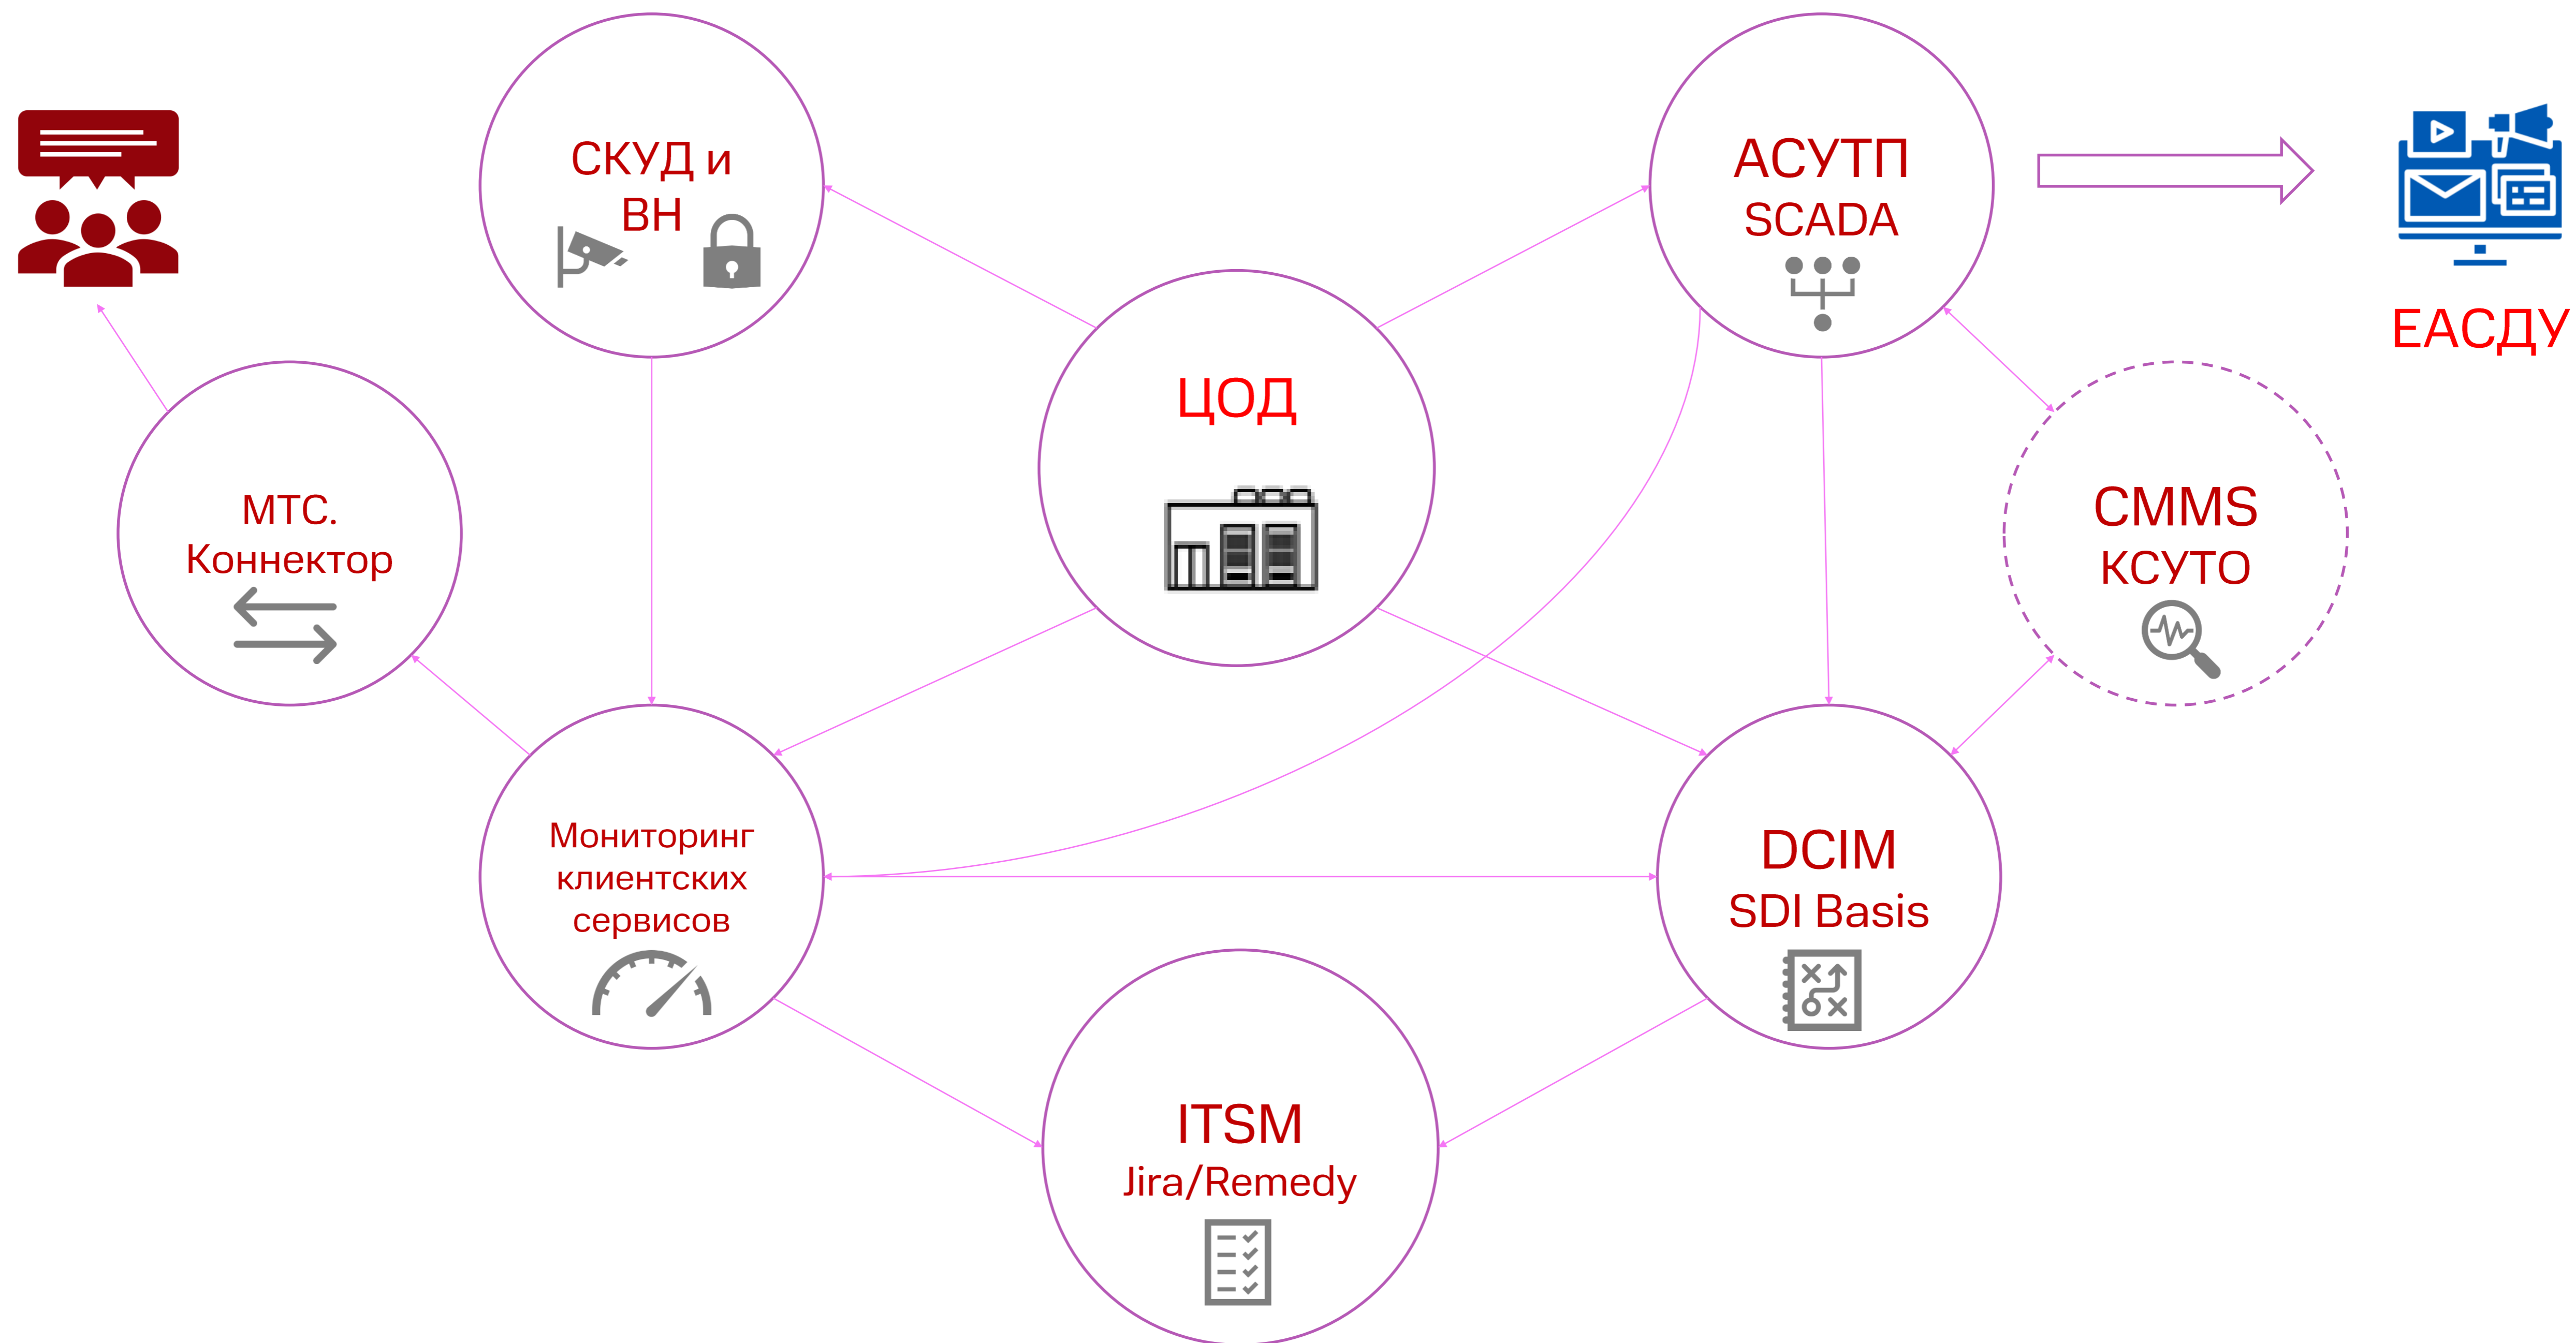 СКУД и
ВН
АСУТП
SCADA
ЕАСДУ
ЦОД
МТС.
Коннектор
CMMS
КСУТО
Мониторинг
клиентских
сервисов
DCIM
SDI Basis
ITSM
Jira/Remedy